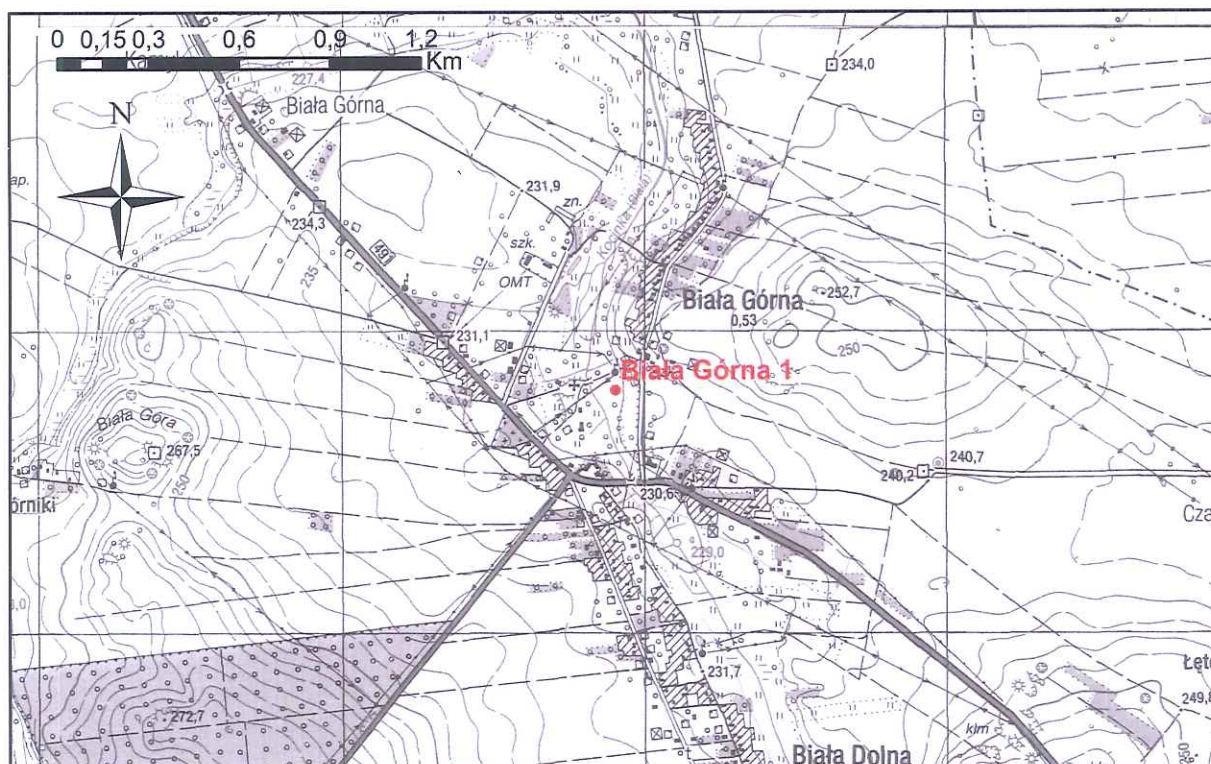 0 0,15 0,3 0,6 0,9 1,2
Km
227,4
Biała Górna
N
234,0
ap.
231,9
zn.
234,3
491
szk.
OMT
235
Biała Górna
0,53
252,7
250
231,1
Biała Górna 1
Biała Góra
267,5
250
240,2
240,7
órniki
230,6
Cza
229,0
231,7
272,7
klm
Łęto
249,8
250
Biała Dolna